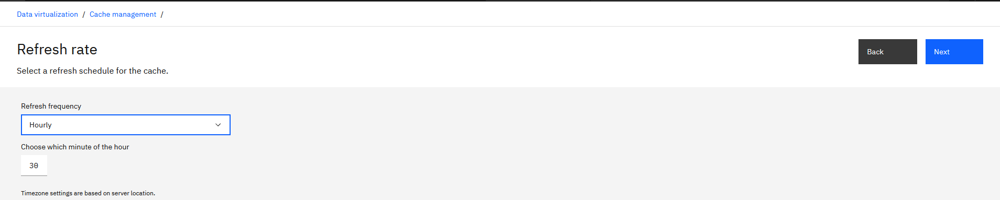 Data virtualization / Cache management /
Refresh rate
Back
Next
Select a refresh schedule for the cache.
Refresh frequency
Hourly
Choose which minute of the hour
30
Timezone settings are based on server location.